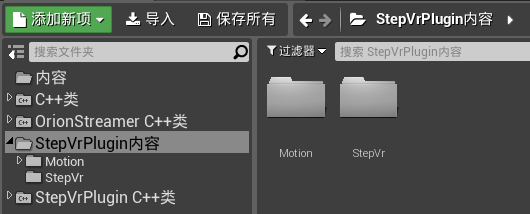 添加新项 导入 保存所有 StepVrPlugin内容
搜索文件夹
内容
C++类
OrionStreamer C++类
StepVrPlugin内容
Motion
StepVr
StepVrPlugin C++类
过滤器 搜索 StepVrPlugin内容
Motion StepVr